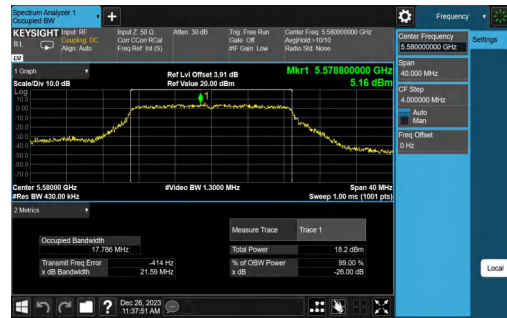 Spectrum Analyzer 1
Occupied BW
+
Frequency
Settings
KEYSIGHT
RL
Input: RF
Coupling: DC
Align: Auto
Input Z: 50 Ω
Corr CCorr RCal
Freq Ref: Int (S)
Atten: 30 dB
Trig: Free Run
Gate: Off
#IF Gain: Low
Center Freq: 5.580000000 GHz
Avg|Hold:>10/10
Radio Std: None
LV
Center Frequency
5.580000000 GHz
Span
40.000 MHz
CF Step
4.000000 MHz
Auto
Man
Freq Offset
0 Hz
Local
1 Graph
Scale/Div 10.0 dB
Ref Lvl Offset 3.91 dB
Ref Value 20.00 dBm
Mkr1 5.578800000 GHz
5.16 dBm
Log
10.0
0.00
-10.0
-20.0
-30.0
-40.0
-50.0
-60.0
-70.0
1
Center 5.58000 GHz
#Res BW 430.00 kHz
#Video BW 1.3000 MHz
Span 40 MHz
Sweep 1.00 ms (1001 pts)
2 Metrics
Measure Trace
Trace 1
Occupied Bandwidth
17.786 MHz
Total Power
18.2 dBm
Transmit Freq Error
-414 Hz
% of OBW Power
99.00 %
x dB Bandwidth
21.59 MHz
x dB
-26.00 dB
?
Dec 26, 2023
11:37:51 AM